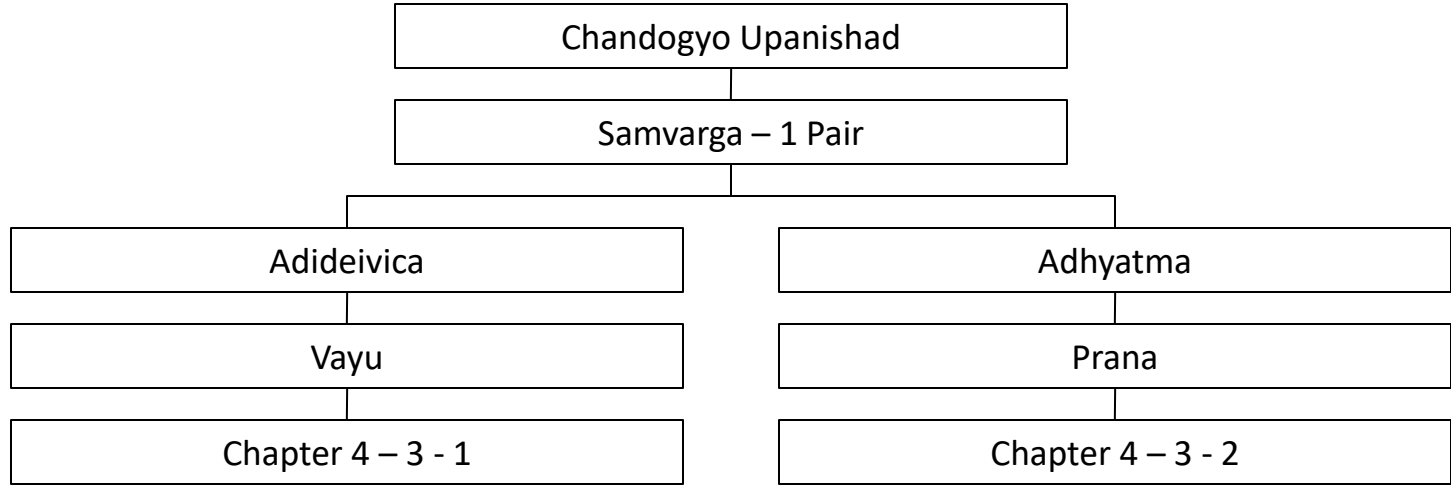 Chandogyo Upanishad
Samvarga – 1 Pair
Adideivica
Adhyatma
Vayu
Prana
Chapter 4 – 3 - 1
Chapter 4 – 3 - 2